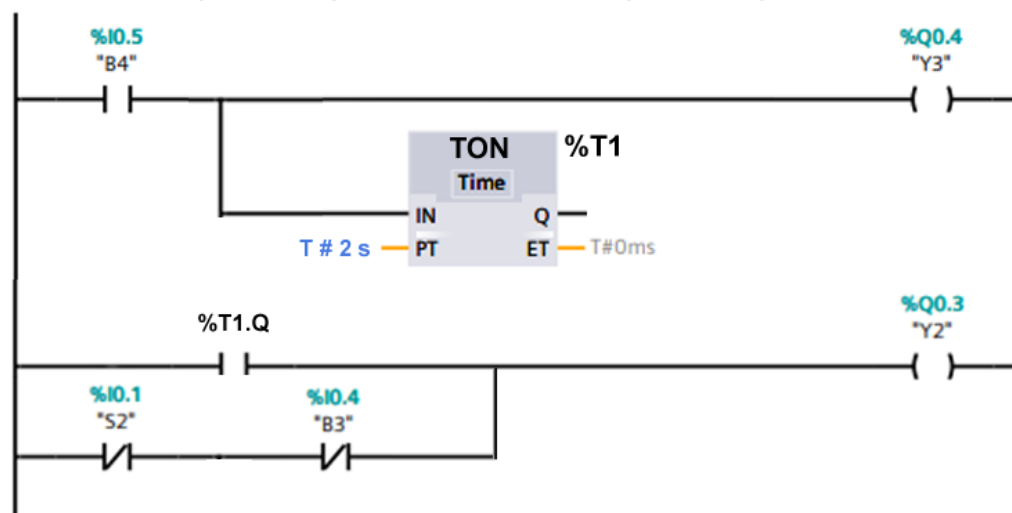 %I0.5
"B4"
%Q0.4
"Y3"
TON %T1
Time
IN Q
T # 2 s PT ET T#0ms
%Q0.3
"Y2"
%T1.Q
%I0.1
"S2"
%I0.4
"B3"